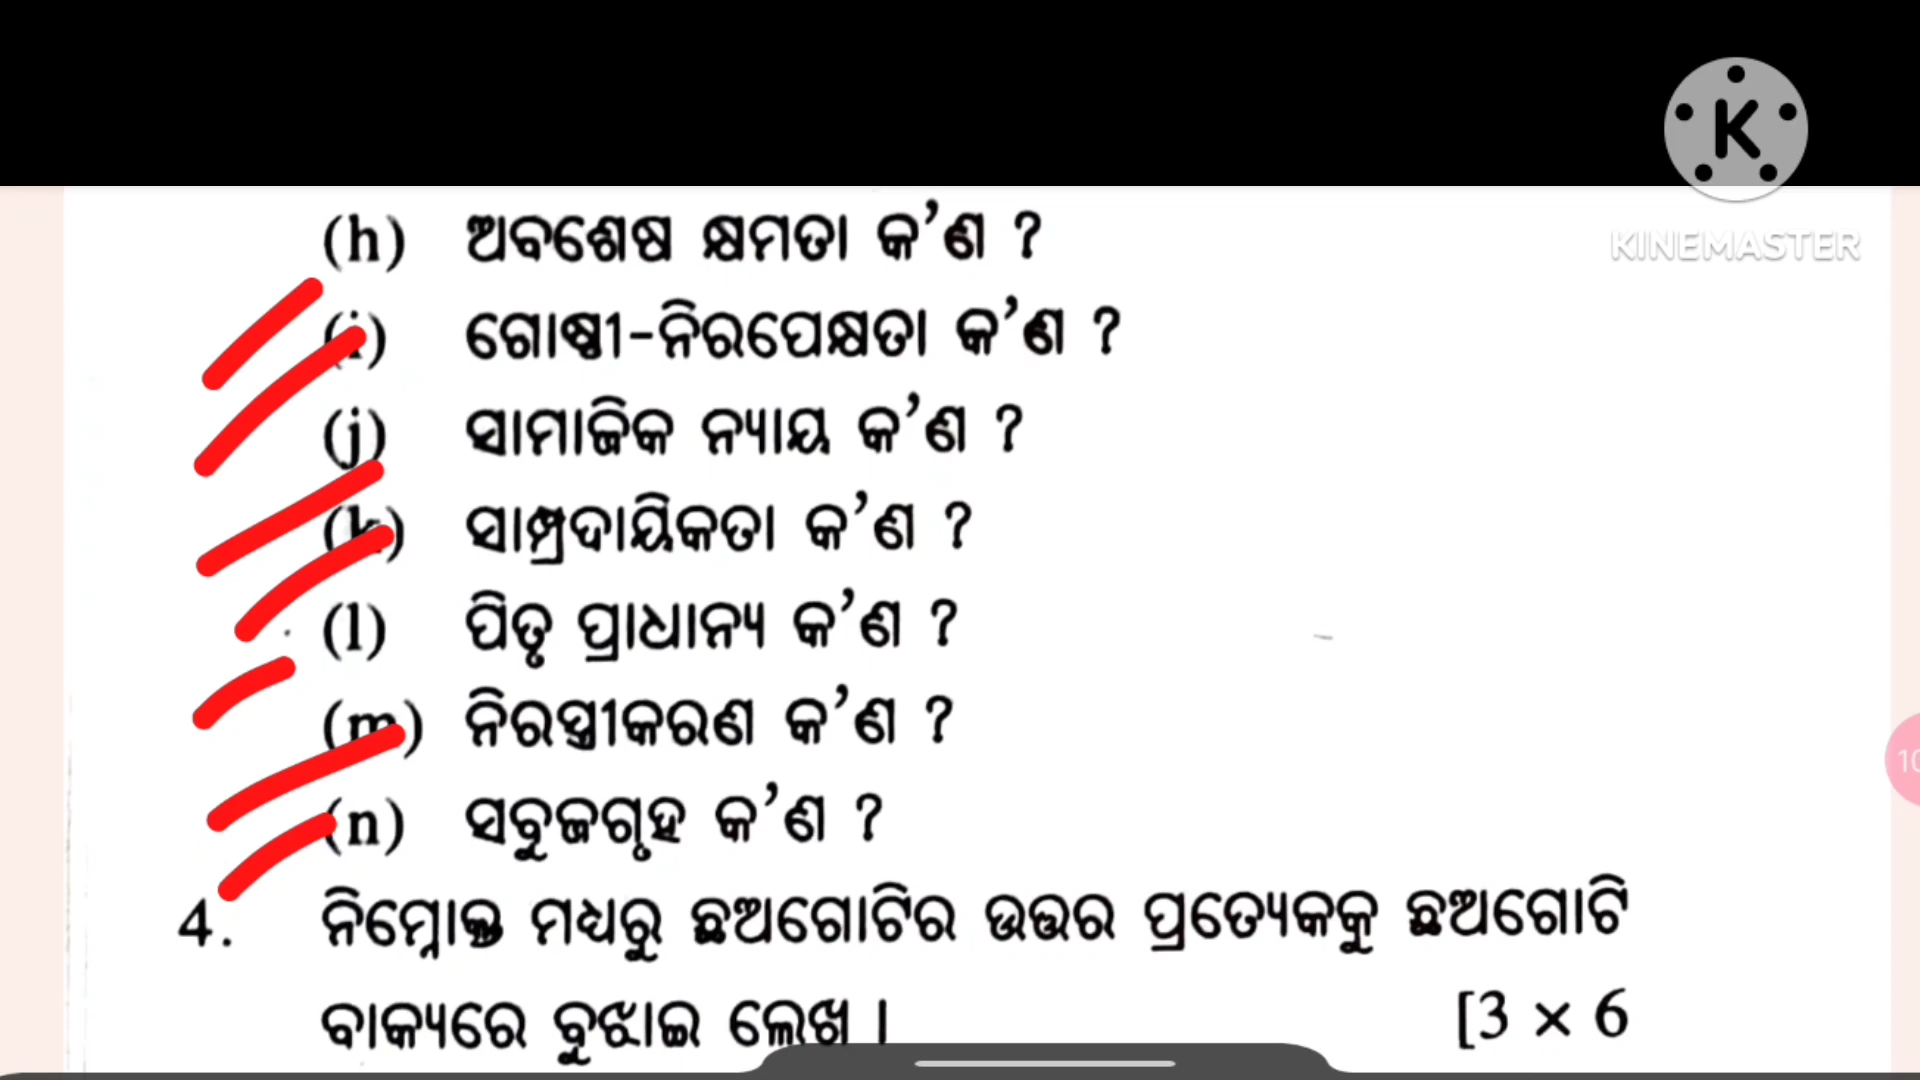 K
KINEMASTER
(h) ଅବଶେଷ କ୍ଷମତା କ'ଣ ?
(i) ଗୋଷ୍ଠୀ-ନିରପେକ୍ଷତା କ'ଣ ?
(j) ସାମାଜିକ ନ୍ୟାୟ କ'ଣ ?
(k) ସାମ୍ପ୍ରଦାୟିକତା କ'ଣ ?
(l) ପିତୃ ପ୍ରାଧାନ୍ୟ କ'ଣ ?
(m) ନିରସ୍ତ୍ରୀକରଣ କ'ଣ ?
(n) ସବୁଜଗୃହ କ'ଣ ?
4. ନିମ୍ନୋକ୍ତ ମଧ୍ୟରୁ ଛଅଗୋଟିର ଉତ୍ତର ପ୍ରତ୍ୟେକକୁ ଛଅଗୋଟି
ବାକ୍ୟରେ ବୁଝାଇ ଲେଖ । [3 × 6
10